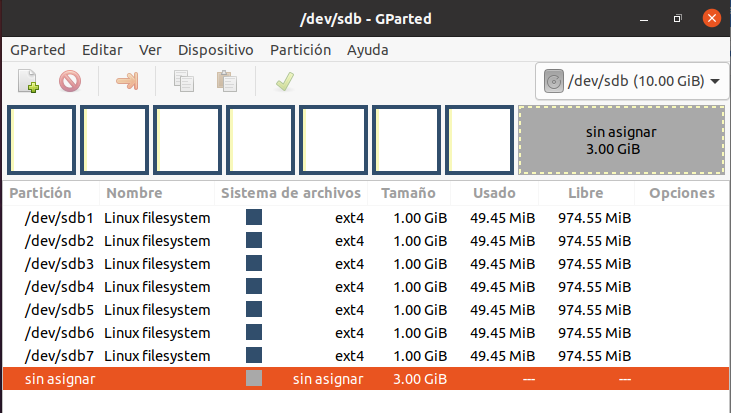 /dev/sdb - GParted
GParted Editar Ver Dispositivo Partición Ayuda
/dev/sdb (10.00 GiB)
sin asignar
3.00 GiB
Partición Nombre Sistema de archivos Tamaño Usado Libre Opciones
/dev/sdb1 Linux filesystem ext4 1.00 GiB 49.45 MiB 974.55 MiB
/dev/sdb2 Linux filesystem ext4 1.00 GiB 49.45 MiB 974.55 MiB
/dev/sdb3 Linux filesystem ext4 1.00 GiB 49.45 MiB 974.55 MiB
/dev/sdb4 Linux filesystem ext4 1.00 GiB 49.45 MiB 974.55 MiB
/dev/sdb5 Linux filesystem ext4 1.00 GiB 49.45 MiB 974.55 MiB
/dev/sdb6 Linux filesystem ext4 1.00 GiB 49.45 MiB 974.55 MiB
/dev/sdb7 Linux filesystem ext4 1.00 GiB 49.45 MiB 974.55 MiB
sin asignar sin asignar 3.00 GiB --- ---